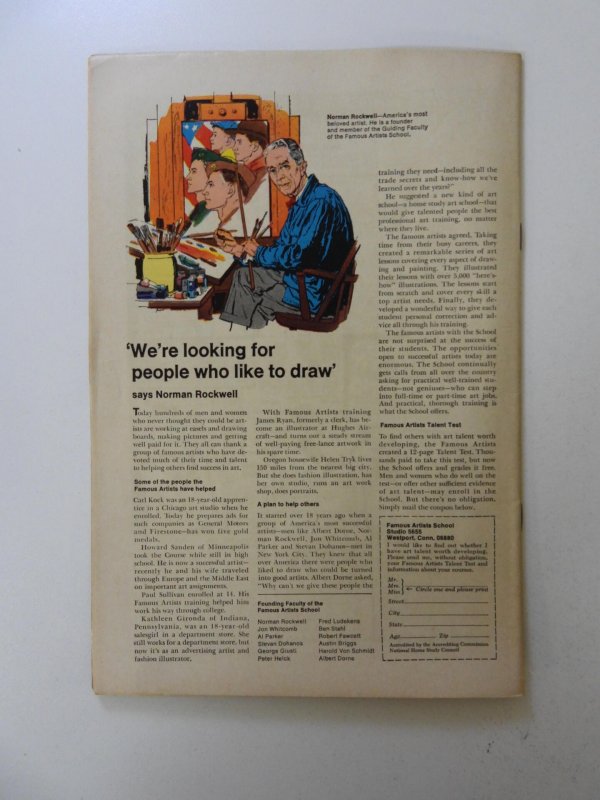 Norman Rockwell—America's most
beloved artist. He is a founder
and member of the Guiding Faculty
of the Famous Artists School.
'We're looking for
people who like to draw'
says Norman Rockwell
Today hundreds of men and women
who never thought they could be art-
ists are working at easels and drawing
boards, making pictures and getting
well paid for it. They all can thank a
group of famous artists who have de-
voted much of their time and talent
to helping others find success in art.
Some of the people the
Famous Artists have helped
Carl Kock was an 18-year-old appren-
tice in a Chicago art studio when he
enrolled. Today he prepares ads for
such companies as General Motors
and Firestone—has won five gold
medals.
Howard Sanden of Minneapolis
took the Course while still in high
school. He is now a successful artist—
recently he and his wife traveled
through Europe and the Middle East
on important art assignments.
Paul Sullivan enrolled at 14. His
Famous Artists training helped him
work his way through college.
Kathleen Gironda of Indiana,
Pennsylvania, was an 18-year-old
salesgirl in a department store. She
still works for a department store, but
now it's as an advertising artist and
fashion illustrator.
With Famous Artists training
James Ryan, formerly a clerk, has be-
come an illustrator at Hughes Air-
craft—and turns out a steady stream
of well-paying free-lance artwork in
his spare time.
Oregon housewife Helen Tryk lives
150 miles from the nearest big city.
But she does fashion illustration, has
her own studio, runs an art work
shop, does portraits.
A plan to help others
It started over 18 years ago when a
group of America's most successful
artists—men like Albert Dorne, Nor-
man Rockwell, Jon Whitcomb, Al
Parker and Stevan Dohanos—met in
New York City. They knew that all
over America there were people who
liked to draw who could be turned
into good artists. Albert Dorne asked,
"Why can't we give these people the
Founding Faculty of the
Famous Artists School
Norman Rockwell
Jon Whitcomb
Al Parker
Stevan Dohanos
George Giusti
Peter Helck
Fred Ludekens
Ben Stahl
Robert Fawcett
Austin Briggs
Harold Von Schmidt
Albert Dorne
training they need—including all the
trade secrets and know-how we've
learned over the years?"
He suggested a new kind of art
school—a home study art school—that
would give talented people the best
professional art training, no matter
where they live.
The famous artists agreed. Taking
time from their busy careers, they
created a remarkable series of art
lessons covering every aspect of draw-
ing and painting. They illustrated
their lessons with over 5,000 "here's-
how" illustrations. The lessons start
from scratch and cover every skill a
top artist needs. Finally, they de-
veloped a wonderful way to give each
student personal correction and ad-
vice all through his training.
The famous artists with the School
are not surprised at the success of
their students. The opportunities
open to successful artists today are
enormous. The School continually
gets calls from all over the country
asking for practical well-trained stu-
dents—not geniuses—who can step
into full-time or part-time art jobs.
And practical, thorough training is
what the School offers.
Famous Artists Talent Test
To find others with art talent worth
developing, the Famous Artists
created a 12-page Talent Test. Thou-
sands paid to take this test, but now
the School offers and grades it free.
Men and women who do well on the
test—or offer other sufficient evidence
of art talent—may enroll in the
School. But there's no obligation.
Simply mail the coupon below.
Famous Artists School
Studio 5655
Westport, Conn. 06880
I would like to find out whether I
have art talent worth developing.
Please send me, without obligation,
your Famous Artists Talent Test and
information about your courses.
Mr.
Mrs.
Miss
← Circle one and please print
Street
City
State
Age Zip
Accredited by the Accrediting Commission
National Home Study Council